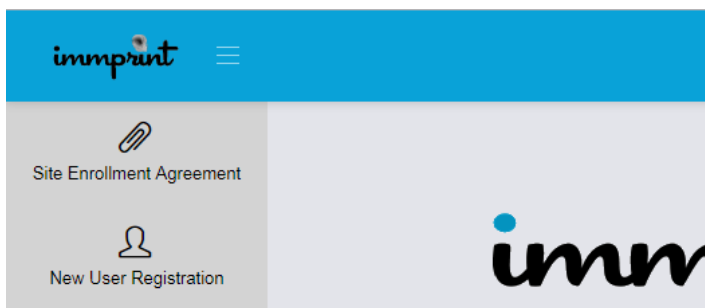 immprint
Site Enrollment Agreement
New User Registration